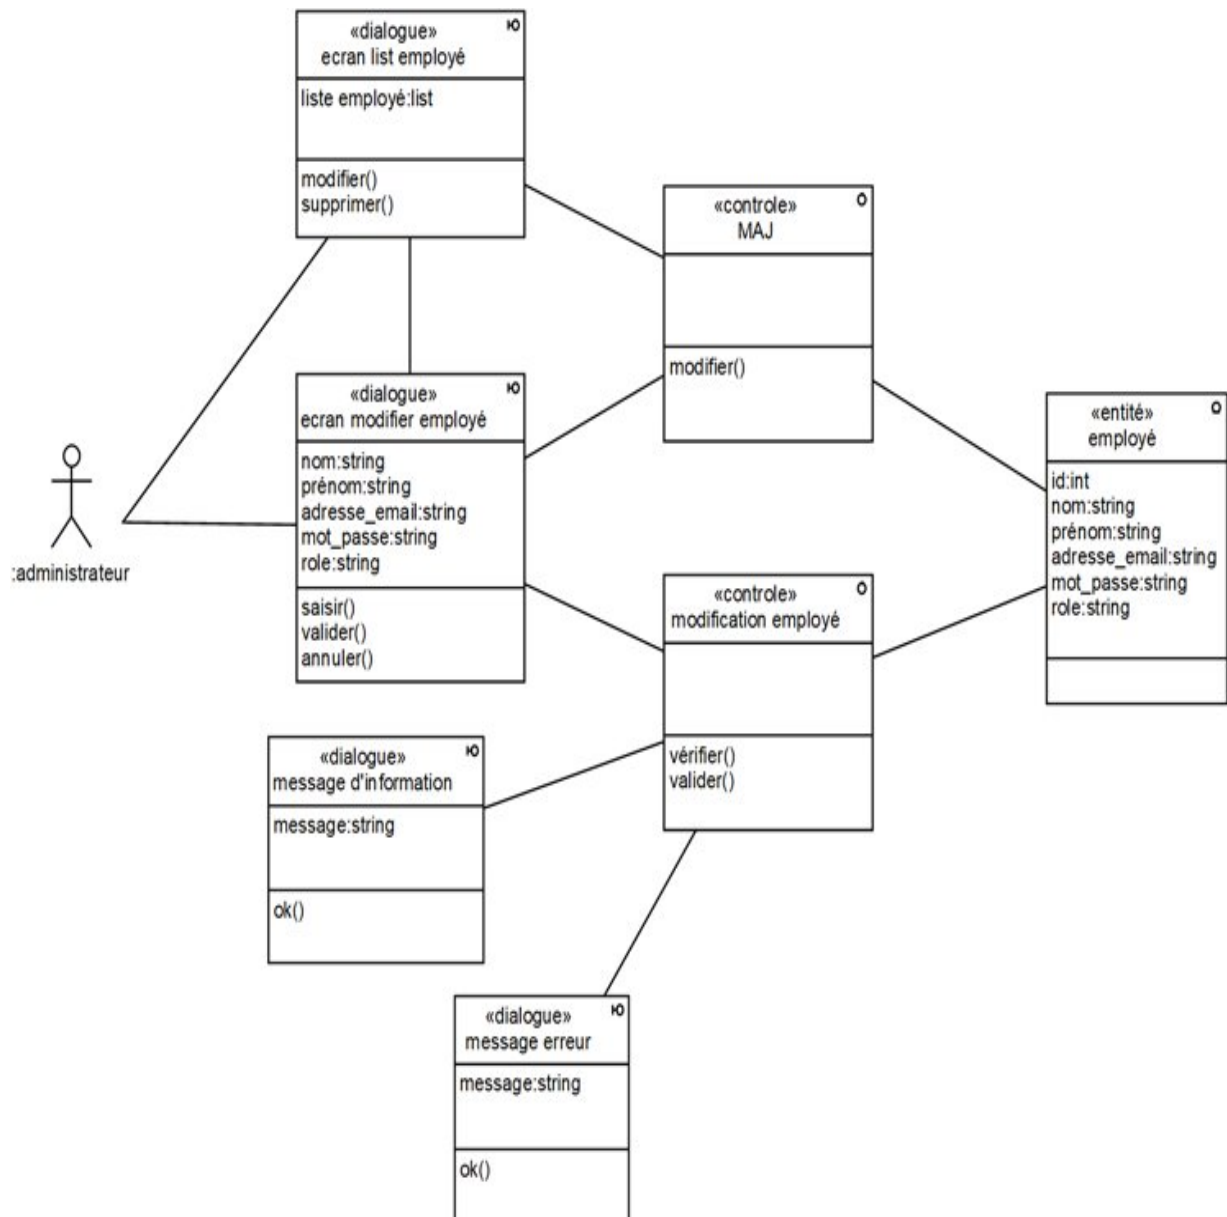 «dialogue»
ecran list employé
liste employé:list
modifier()
supprimer()
«controle»
MAJ
modifier()
«dialogue»
ecran modifier employé
nom:string
prénom:string
adresse_email:string
mot_passe:string
role:string
saisir()
valider()
annuler()
:administrateur
«entité»
employé
id:int
nom:string
prénom:string
adresse_email:string
mot_passe:string
role:string
«controle»
modification employé
vérifier()
valider()
«dialogue»
message d'information
message:string
ok()
«dialogue»
message erreur
message:string
ok()